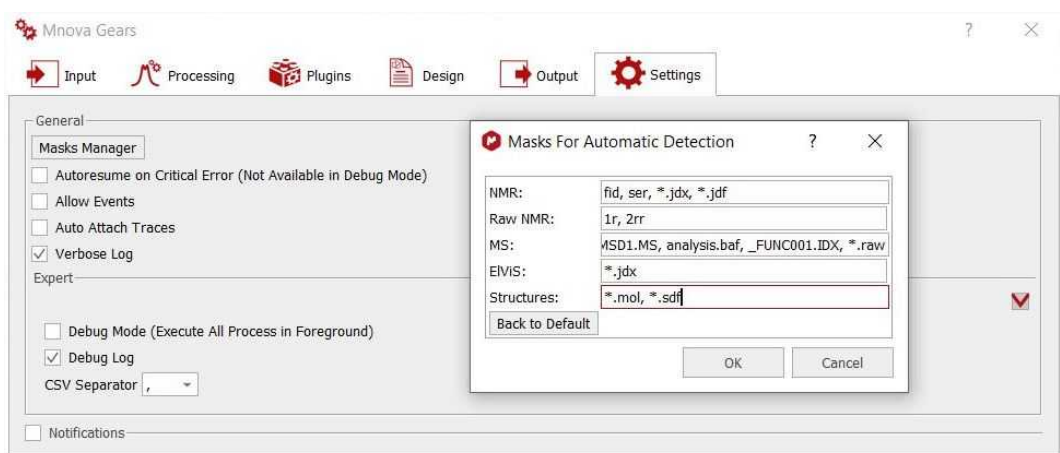 Mnova Gears
?
Input Processing Plugins Design Output Settings
General
Masks Manager
Autoresume on Critical Error (Not Available in Debug Mode)
Allow Events
Auto Attach Traces
Verbose Log
Expert
Debug Mode (Execute All Process in Foreground)
Debug Log
CSV Separator ,
Notifications
Masks For Automatic Detection ?
NMR: fid, ser, *.jdx, *.jdf
Raw NMR: 1r, 2rr
MS: MSD1.MS, analysis.baf, _FUNC001.IDX, *.raw
ElViS: *.jdx
Structures: *.mol, *.sdf
Back to Default
OK Cancel